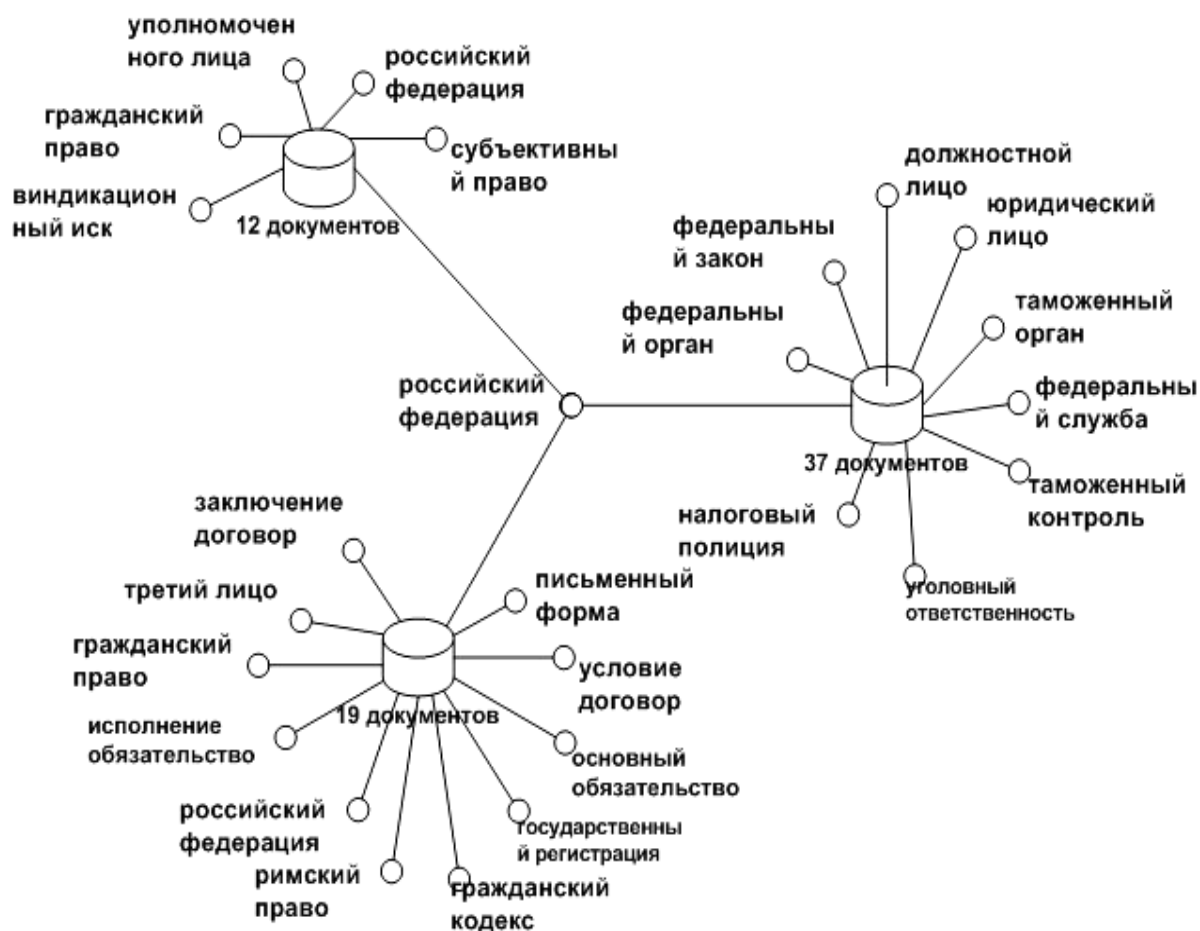 уполномочен
ного лица
российский
федерация
гражданский
право
субъективны
й право
виндикацион
ный иск
12 документов
должностной
лицо
юридический
лицо
федеральны
й закон
таможенный
орган
федеральны
й орган
федеральны
й служба
российский
федерация
37 документов
таможенный
контроль
налоговый
полиция
уголовный
ответственность
заключение
договор
письменный
форма
третий лицо
гражданский
право
условие
договор
19 документов
исполнение
обязательство
основный
обязательство
российский
федерация
государственны
й регистрация
римский
право
гражданский
кодекс